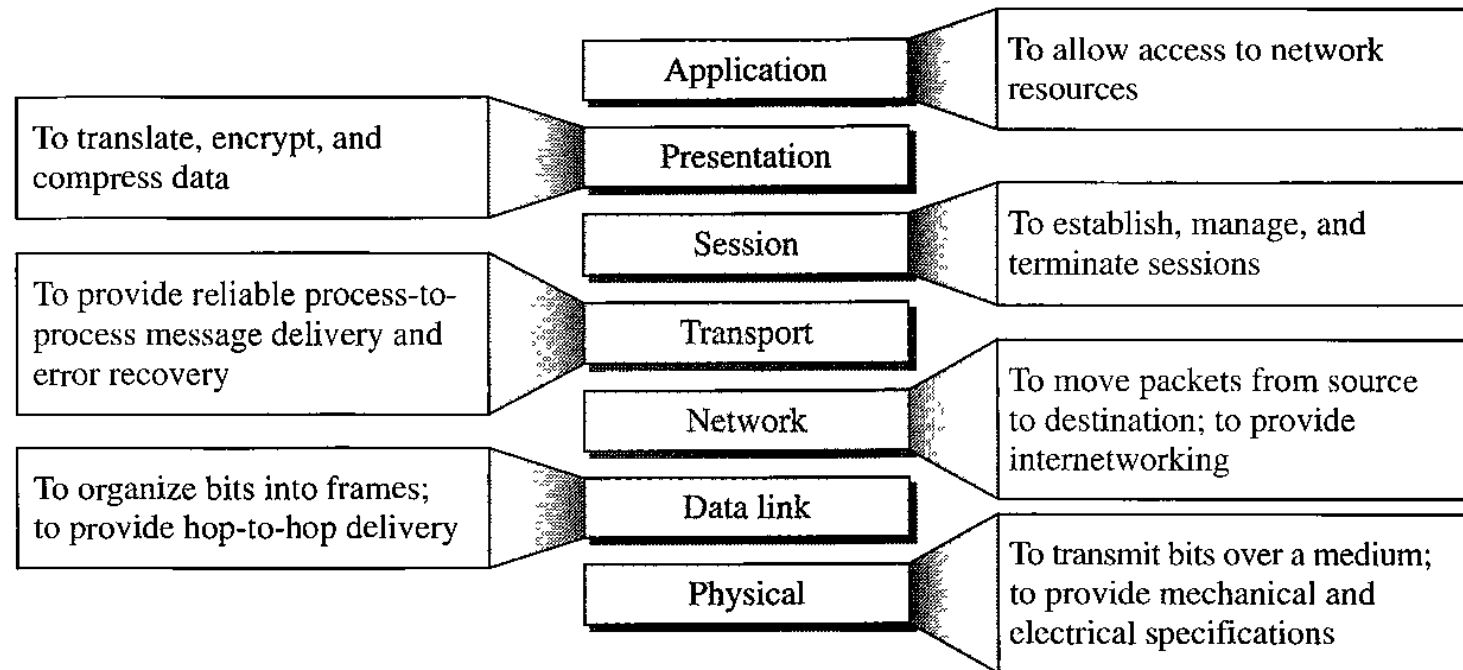 Application
To allow access to network
resources
To translate, encrypt, and
compress data
Presentation
Session
To establish, manage, and
terminate sessions
To provide reliable process-to-
process message delivery and
error recovery
Transport
Network
To move packets from source
to destination; to provide
internetworking
To organize bits into frames;
to provide hop-to-hop delivery
Data link
Physical
To transmit bits over a medium;
to provide mechanical and
electrical specifications